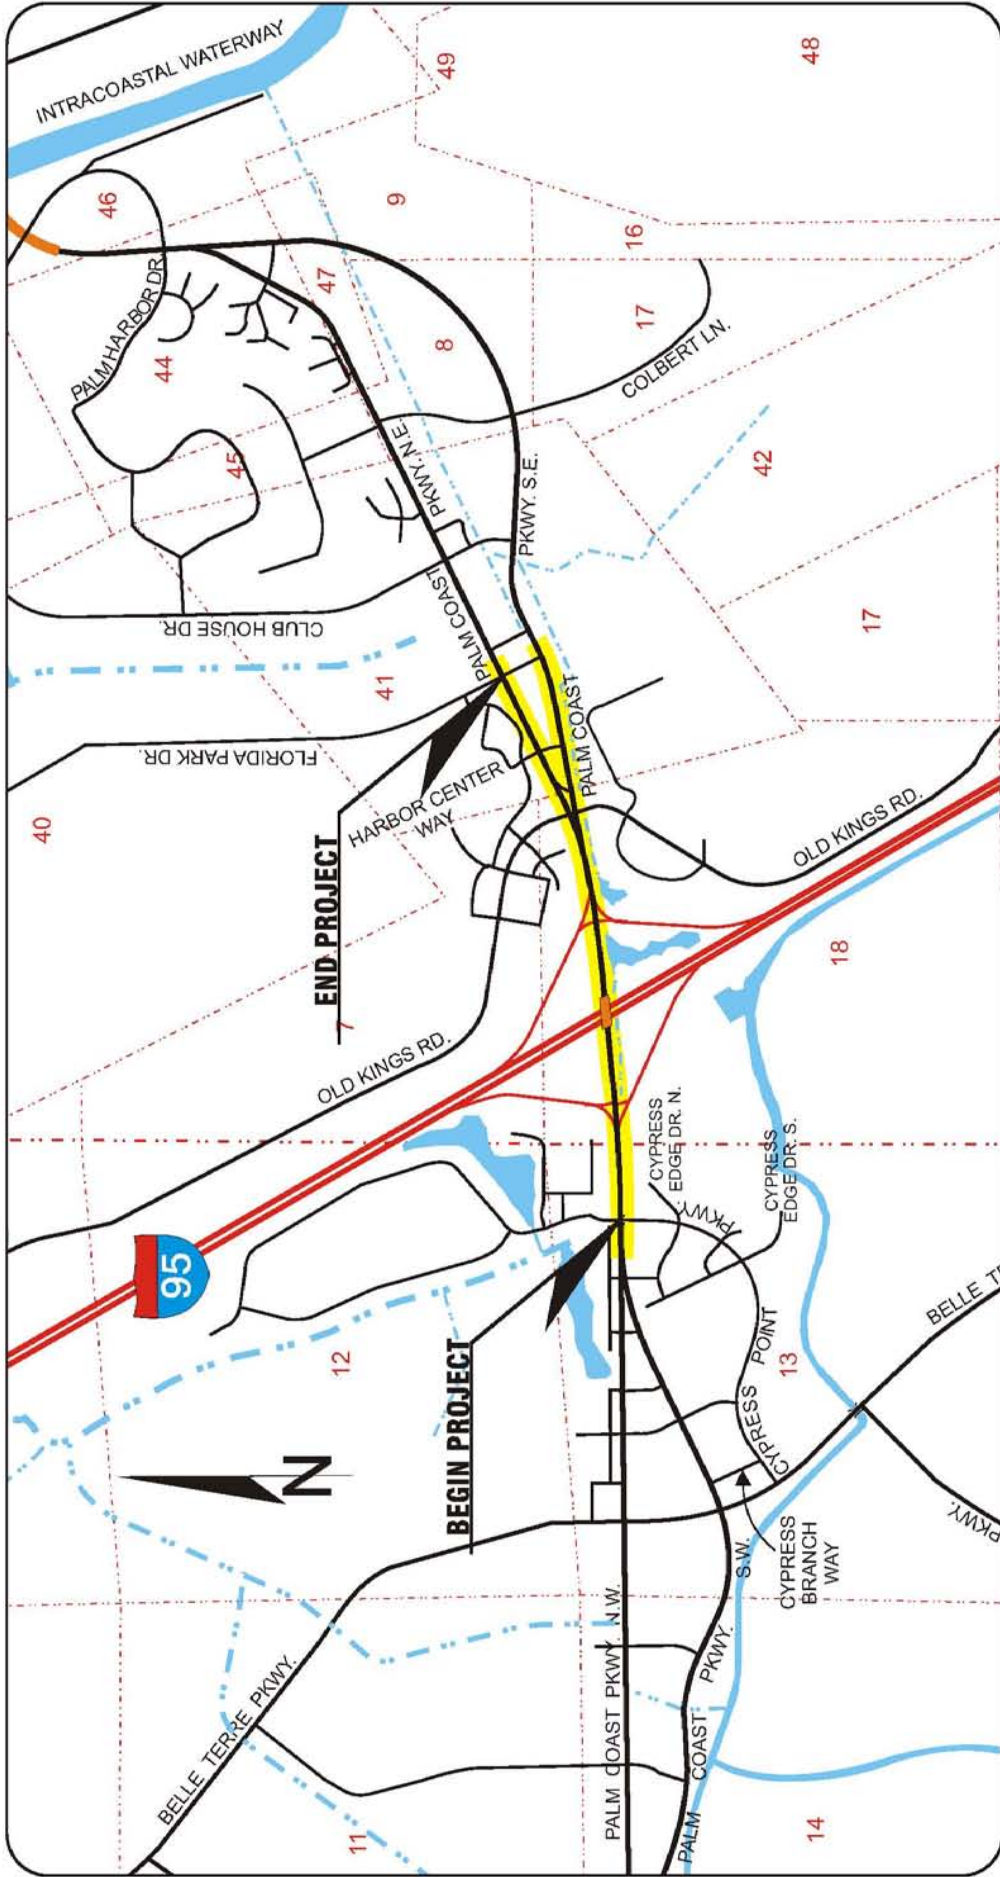 INTRACOASTAL WATERWAY
46
49
48
PALM HARBOR DR.
9
16
47
17
8
44
COLBERT LN.
45
42
PALM COAST
PKWY. N.E.
PKWY. S.E.
CLUB HOUSE DR.
17
41
PALM COAST
FLORIDA PARK DR.
HARBOR CENTER
WAY
40
OLD KINGS RD.
END PROJECT
7
18
OLD KINGS RD.
CYPRESS
EDGE DR. N.
CYPRESS
EDGE DR. S.
95
12
BEGIN PROJECT
N
CYPRESS
POINT
PKWY.
13
BELLE TE
PKWY.
CYPRESS
BRANCH
WAY
BELLE TERRE PKWY.
PALM COAST PKWY. N.W.
PALM COAST PKWY. S.W.
11
14